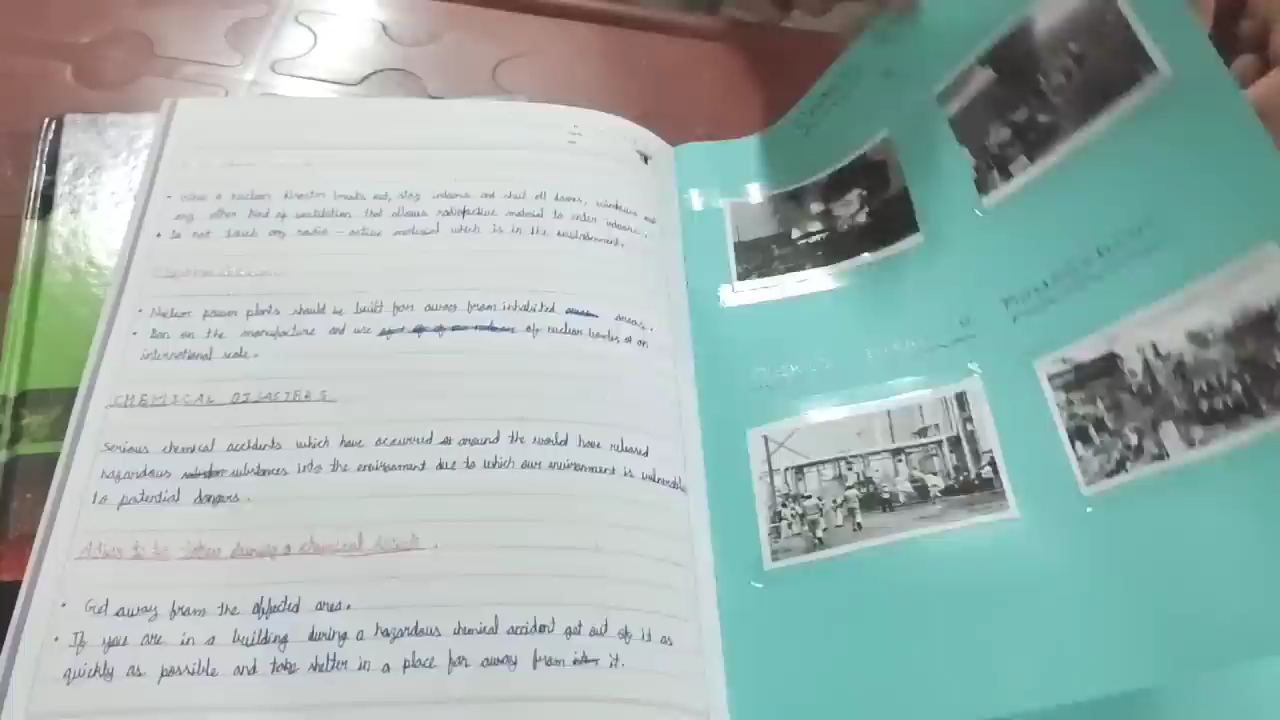 • When a nuclear disaster breaks out, stay indoors and shut all doors, windows and
any other kind of ventilation that allows radioactive material to enter indoors.
• Do not touch any radio-active material which is in the environment.
• Nuclear power plants should be built far away from inhabited areas.
• Ban on the manufacture and use of nuclear bombs, at an
international scale.
CHEMICAL DISASTERS
Serious chemical accidents which have occurred around the world have released
hazardous substances into the environment due to which our environment is vulnerable
to potential dangers.
to be taken during a chemical
• Get away from the affected area.
• If you are in a building during a hazardous chemical accident get out of it as
quickly as possible and take shelter in a place far away from it.